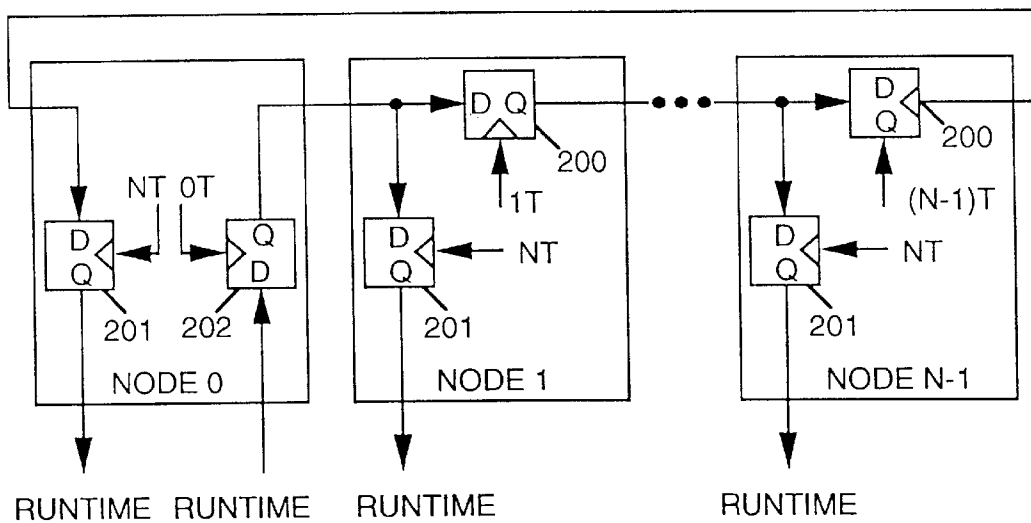 D Q
200
1T
D
Q
200
(N-1)T
NT 0T
D
Q
201
Q
D
202
NODE 0
D
Q
NT
201
NODE 1
D
Q
NT
201
NODE N-1
RUNTIME RUNTIME RUNTIME RUNTIME